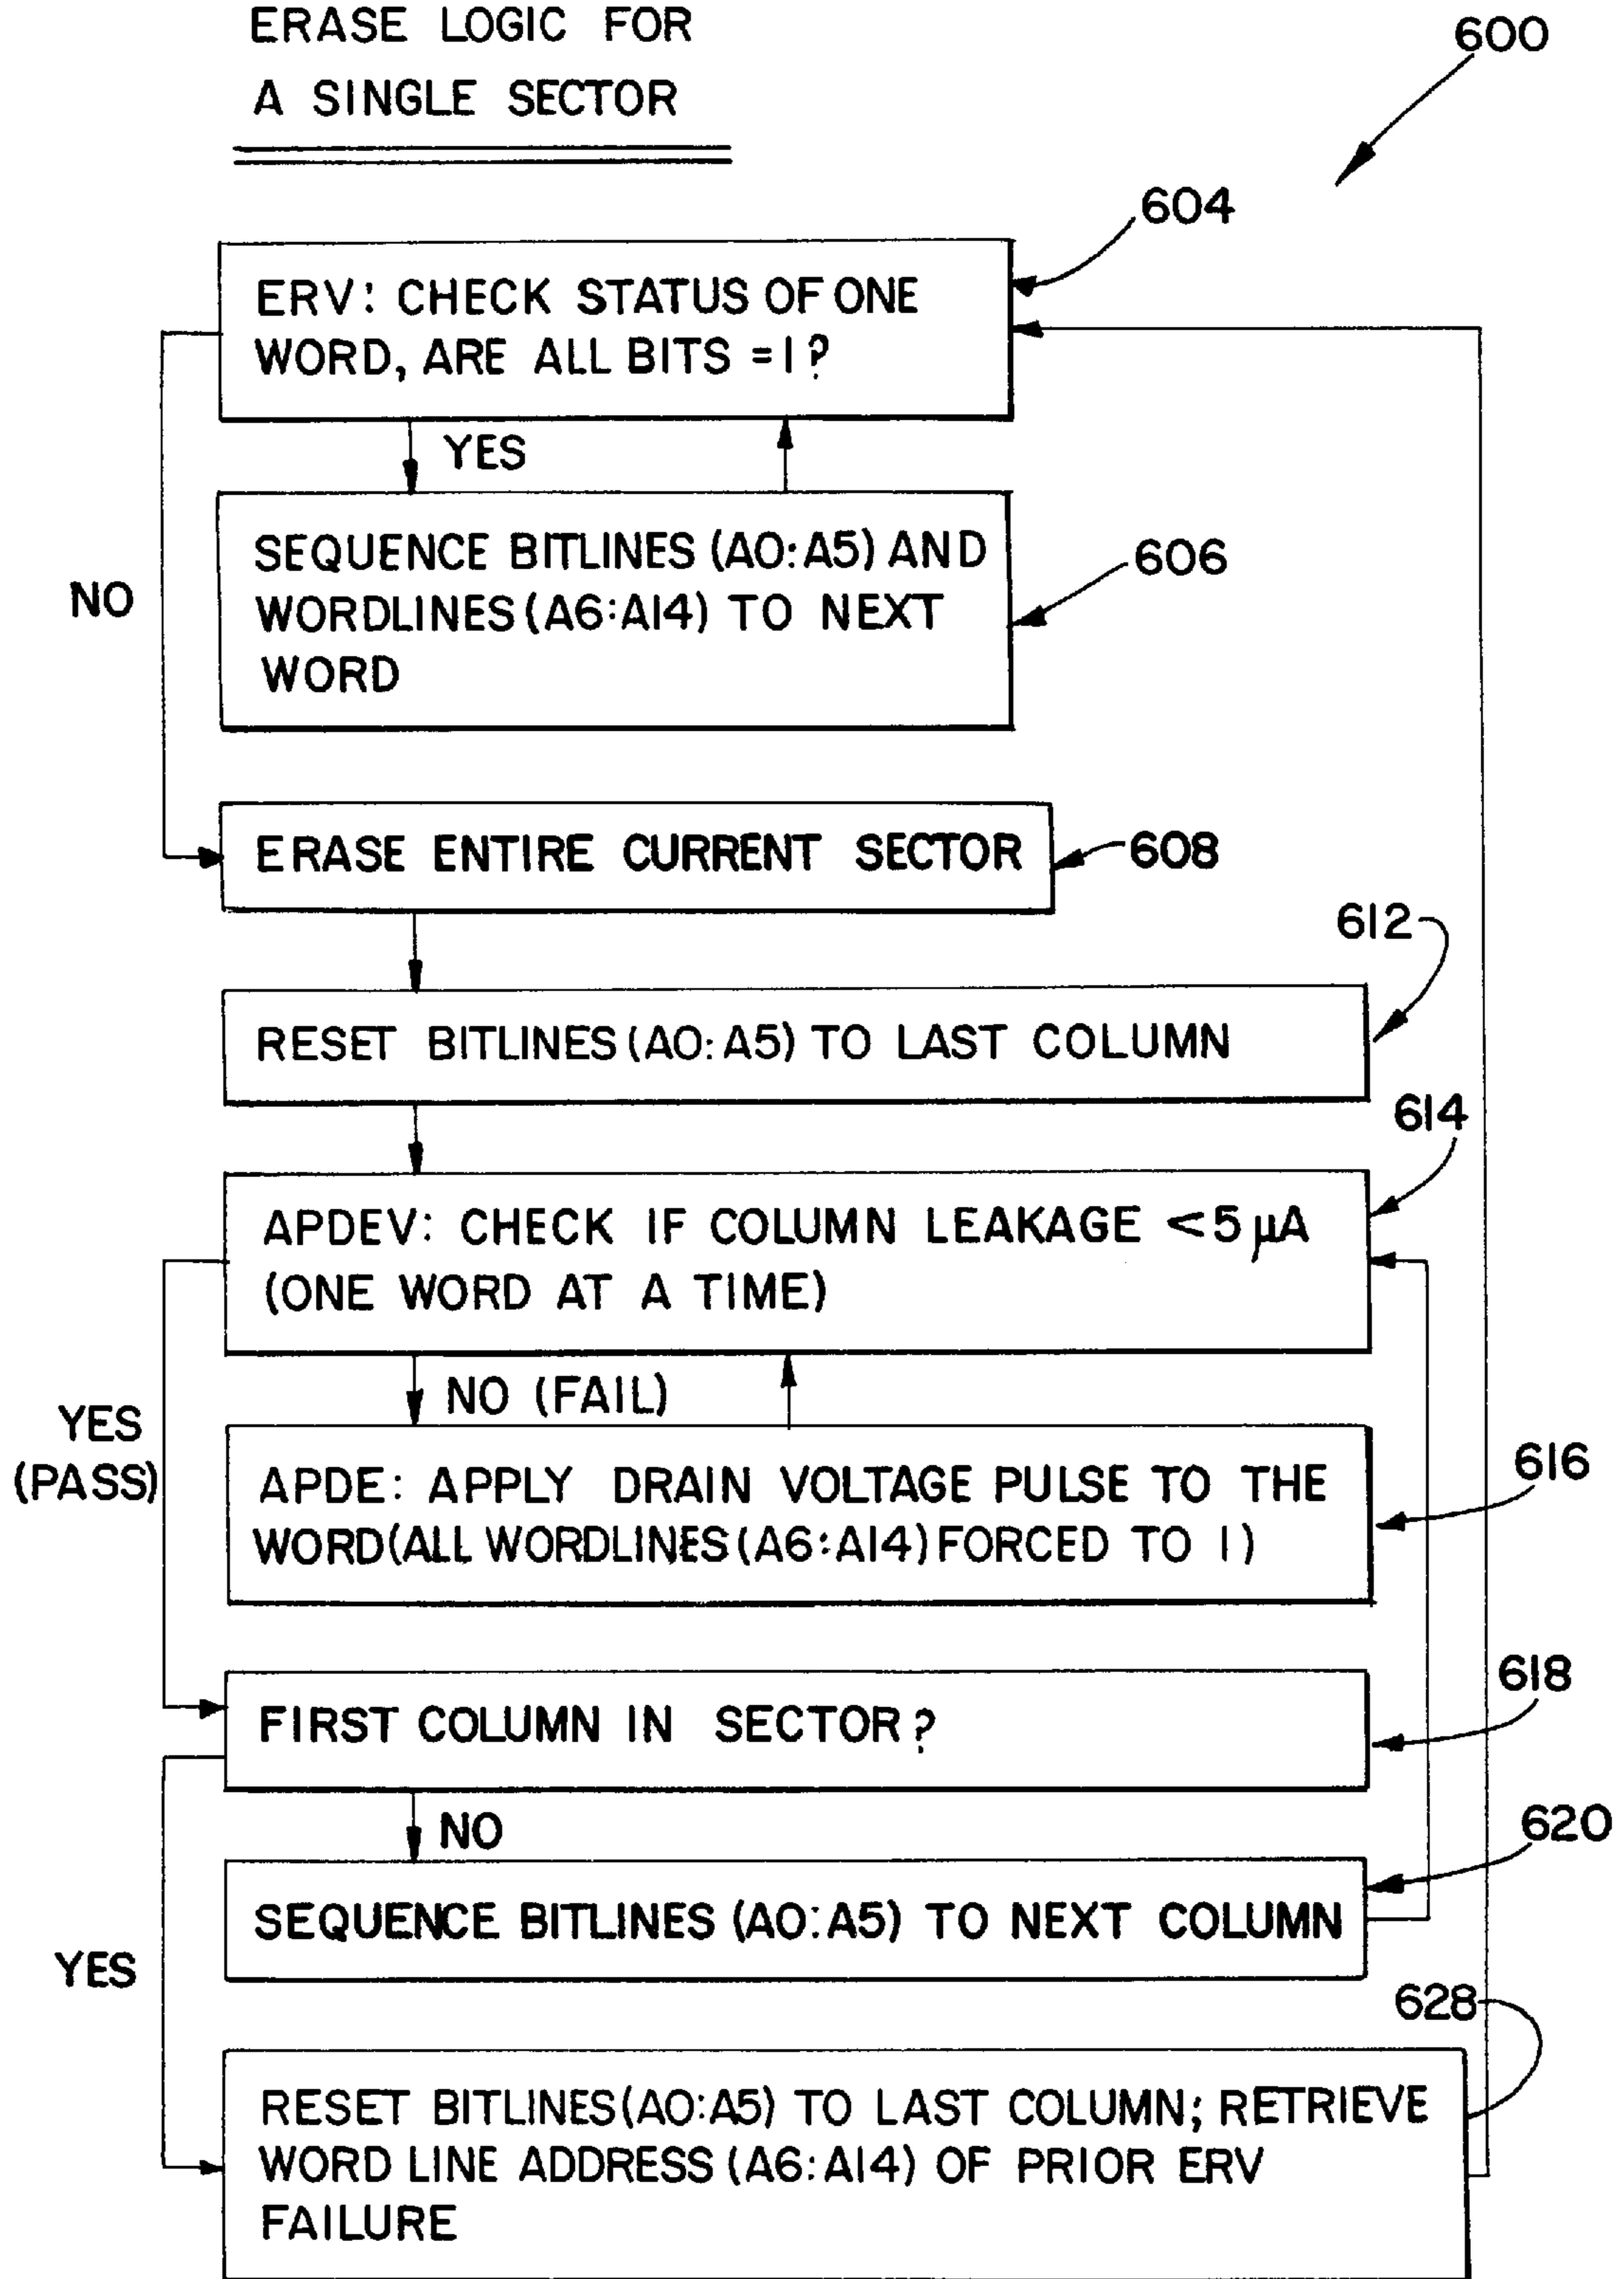 ERASE LOGIC FOR
A SINGLE SECTOR
600
604
ERV: CHECK STATUS OF ONE
WORD, ARE ALL BITS = 1?
YES
NO
SEQUENCE BITLINES (A0:A5) AND
WORDLINES (A6:A14) TO NEXT
WORD
606
ERASE ENTIRE CURRENT SECTOR
608
612
RESET BITLINES (A0:A5) TO LAST COLUMN
614
APDEV: CHECK IF COLUMN LEAKAGE <5 µA
(ONE WORD AT A TIME)
NO (FAIL)
YES
(PASS)
APDE: APPLY DRAIN VOLTAGE PULSE TO THE
WORD (ALL WORDLINES (A6:A14) FORCED TO 1)
616
618
FIRST COLUMN IN SECTOR?
NO
620
SEQUENCE BITLINES (A0:A5) TO NEXT COLUMN
YES
628
RESET BITLINES (A0:A5) TO LAST COLUMN; RETRIEVE
WORD LINE ADDRESS (A6:A14) OF PRIOR ERV
FAILURE